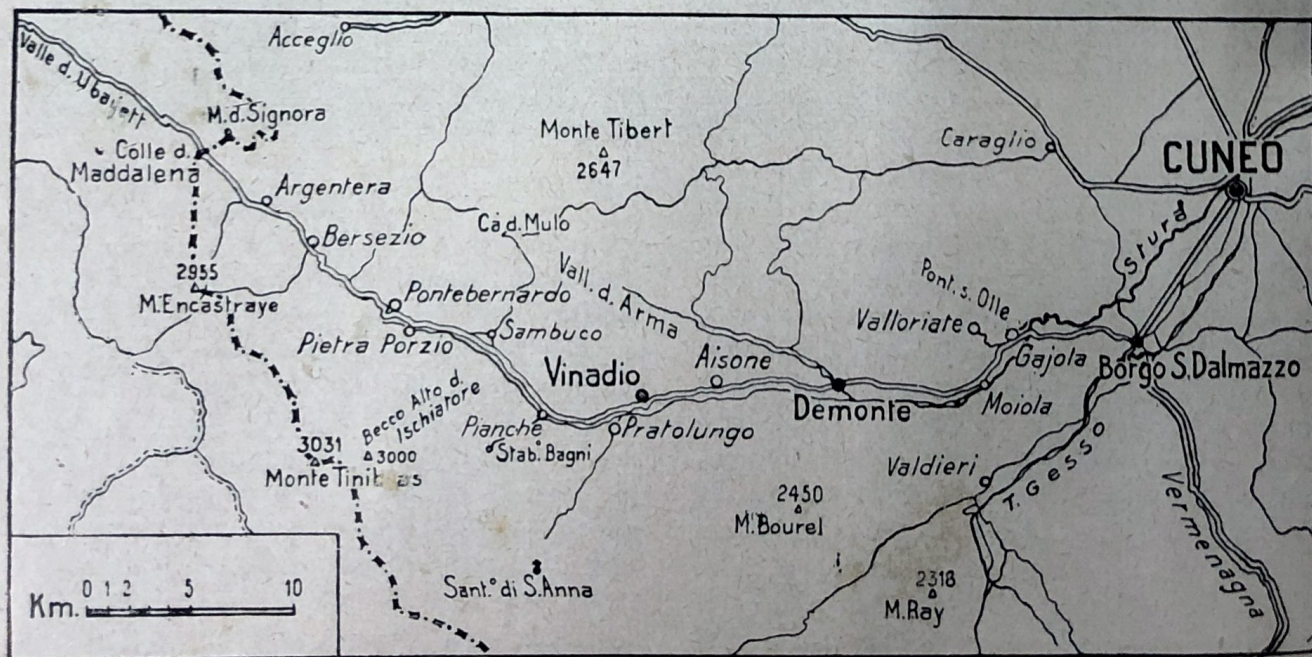 Acceglio
Valle d. Ubayett
M.d.Signora
Monte Tibert
2647
Caraglio
CUNEO
Colle d.
Maddalena
Argentera
Ca d. Mulo
Bersezio
Stura
2955
M. Encastraye
Vall. d. Arma
Pont. s. Olle
Pontebernardo
Valloriate
Sambuco
Pietra Porzio
Aisone
Gajola
Borgo S. Dalmazzo
Vinadio
Demonte
Moiola
Becco Alto d.
Ischiatore
3000
Pianche
Pratolungo
Stab. Bagni
3031
Monte Tinibras
Valdieri
T. Gesso
2450
M. Bourel
Vermenagna
Sant.° di S. Anna
2318
M. Ray
Km.
0 1 2 5 10